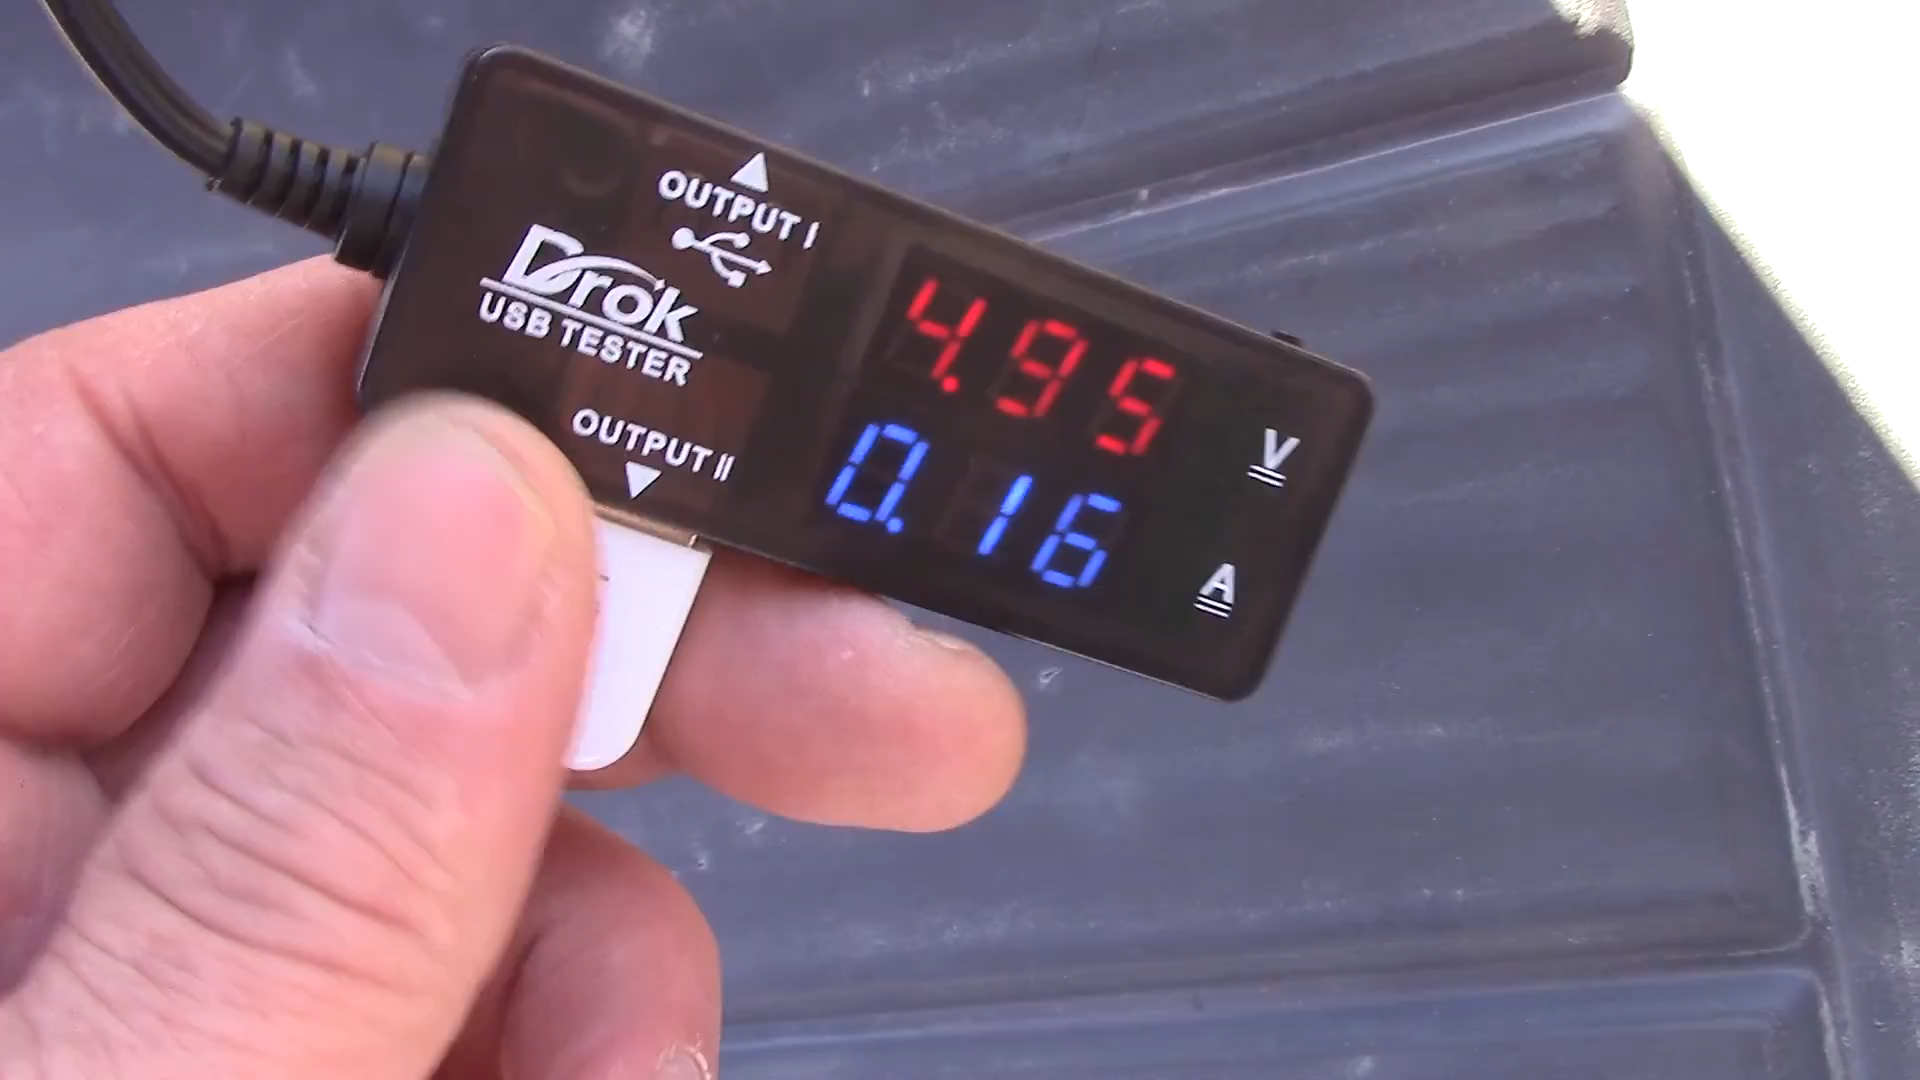 OUTPUT I
Drok
USB TESTER
OUTPUT II
4.95 V
0.16 A